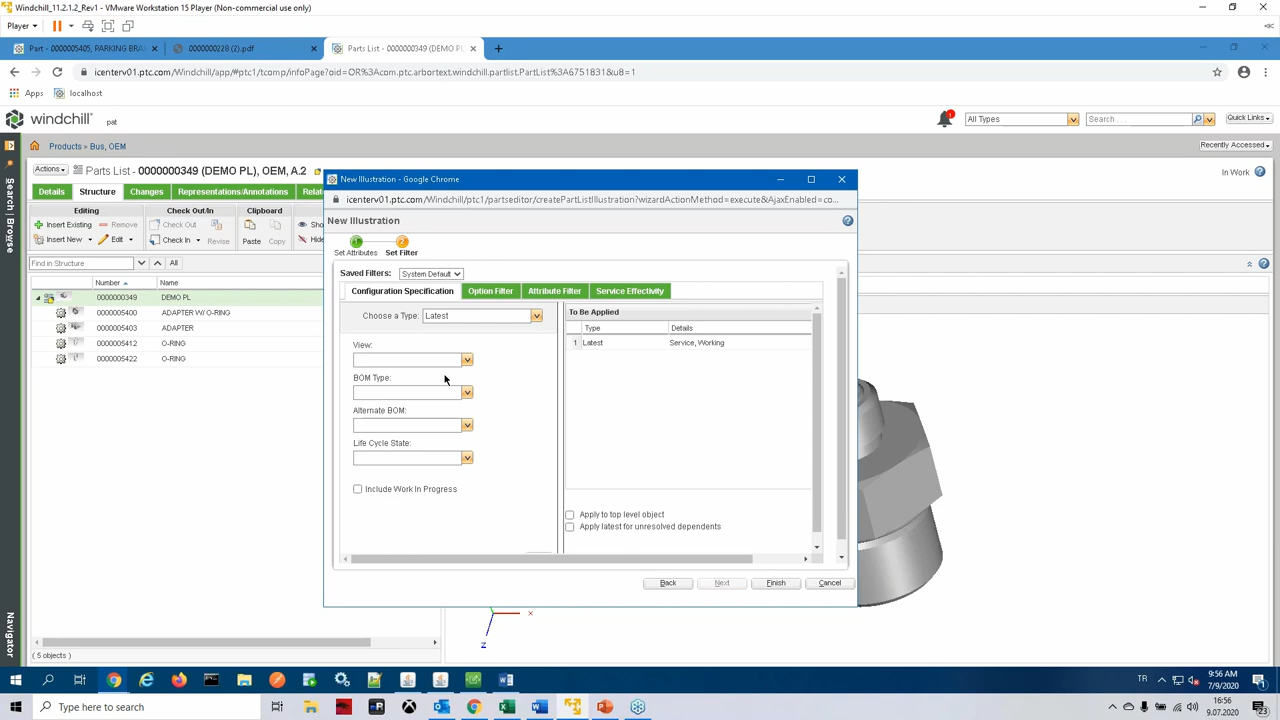 Windchill_11.2.1.2_Rev1 - VMware Workstation 15 Player (Non-commercial use only)
Player
Part - 0000005405, PARKING BRA
0000000228 (2).pdf
Parts List - 0000000349 (DEMO PL
icenterv01.ptc.com/Windchill/app/#ptc1/tcomp/infoPage?oid=OR%3Acom.ptc.arbortext.windchill.partlist.PartList%3A6751831&u8=1
Apps
localhost
windchill
pat
All Types
Search . . .
Quick Links
Products > Bus, OEM
Recently Accessed
Actions
Parts List - 0000000349 (DEMO PL), OEM, A.2
In Work
Details
Structure
Changes
Representations/Annotations
Relat
Editing
Check Out/In
Clipboard
Insert Existing
Remove
Check Out
Insert New
Edit
Check In
Revise
Paste
Copy
Sho
Hide
Find in Structure
All
Number
Name
0000000349 DEMO PL
0000005400 ADAPTER W/ O-RING
0000005403 ADAPTER
0000005412 O-RING
0000005422 O-RING
( 5 objects )
Search | Browse
Navigator
New Illustration - Google Chrome
icenterv01.ptc.com/Windchill/ptc1/partseditor/createPartListIllustration?wizardActionMethod=execute&AjaxEnabled=co...
New Illustration
1
2
Set Attributes
Set Filter
Saved Filters:
System Default
Configuration Specification
Option Filter
Attribute Filter
Service Effectivity
Choose a Type:
Latest
View:
BOM Type:
Alternate BOM:
Life Cycle State:
Include Work In Progress
To Be Applied
Type
Details
1 Latest Service, Working
Apply to top level object
Apply latest for unresolved dependents
Back
Next
Finish
Cancel
X
Z
TR
9:56 AM
7/9/2020
1
Type here to search
16:56
9.07.2020
23